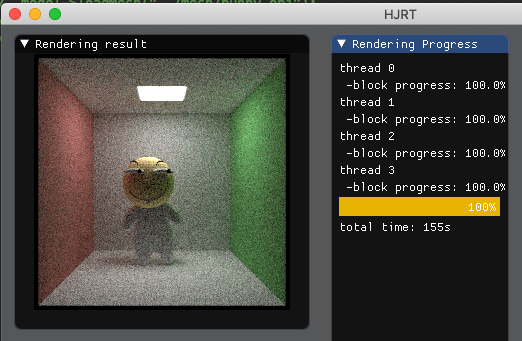 HJRT
Rendering result
Rendering Progress
thread 0
-block progress: 100.0%
thread 1
-block progress: 100.0%
thread 2
-block progress: 100.0%
thread 3
-block progress: 100.0%
100%
total time: 155s